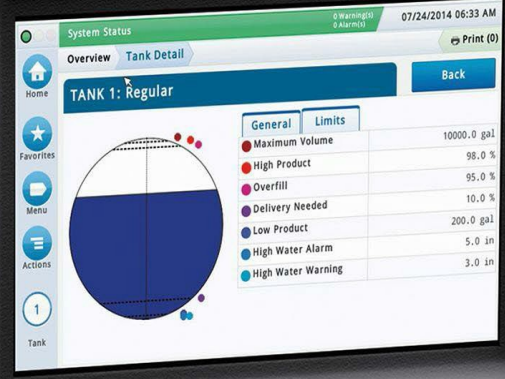 System Status
0 Warning(s)
0 Alarm(s)
07/24/2014 06:33 AM
Overview Tank Detail
Print (0)
Home
TANK 1: Regular
Back
Favorites
General Limits
Maximum Volume 10000.0 gal
High Product 98.0 %
Overfill 95.0 %
Delivery Needed 10.0 %
Low Product 200.0 gal
High Water Alarm 5.0 in
High Water Warning 3.0 in
Menu
Actions
1
Tank